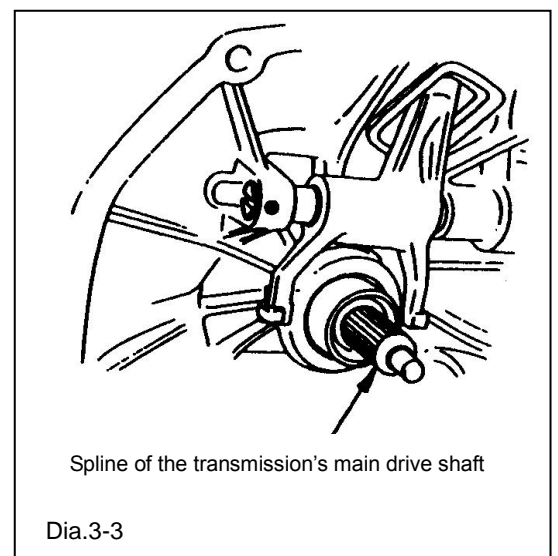 Spline of the transmission's main drive shaft
Dia.3-3